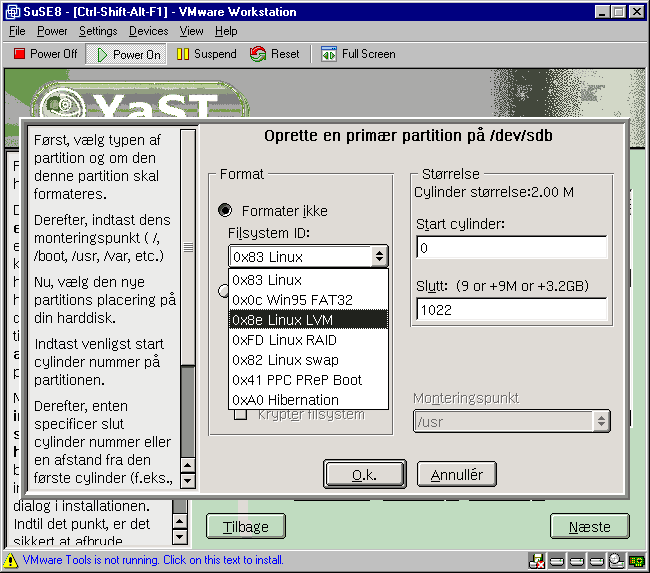 SuSE8 - [Ctrl-Shift-Alt-F1] - VMware Workstation
File Power Settings Devices View Help
Power Off Power On Suspend Reset Full Screen
YaST
Oprette en primær partition på /dev/sdb
Først, vælg typen af
partition og om den
denne partition skal
formateres.
Derefter, indtast dens
monteringspunkt ( /,
/boot, /usr, /var, etc.)
Nu, vælg den nye
partitions placering på
din harddisk.
Indtast venligst start
cylinder nummer på
partitionen.
Derefter, enten
specificer slut
cylinder nummer eller
en afstand fra den
første cylinder (f.eks.,
Format
Formater ikke
Filsystem ID:
0x83 Linux
0x83 Linux
0x0c Win95 FAT32
0x8e Linux LVM
0xFD Linux RAID
0x82 Linux swap
0x41 PPC PReP Boot
0xA0 Hibernation
Krypter filsystem
Størrelse
Cylinder størrelse:2.00 M
Start cylinder:
0
Slutt: (9 or +9M or +3.2GB)
1022
Monteringspunkt
/usr
O.k. Annullér
dialog i installationen.
Indtil det punkt, er det
sikkert at afbryde
Tilbage Næste
VMware Tools is not running. Click on this text to install.